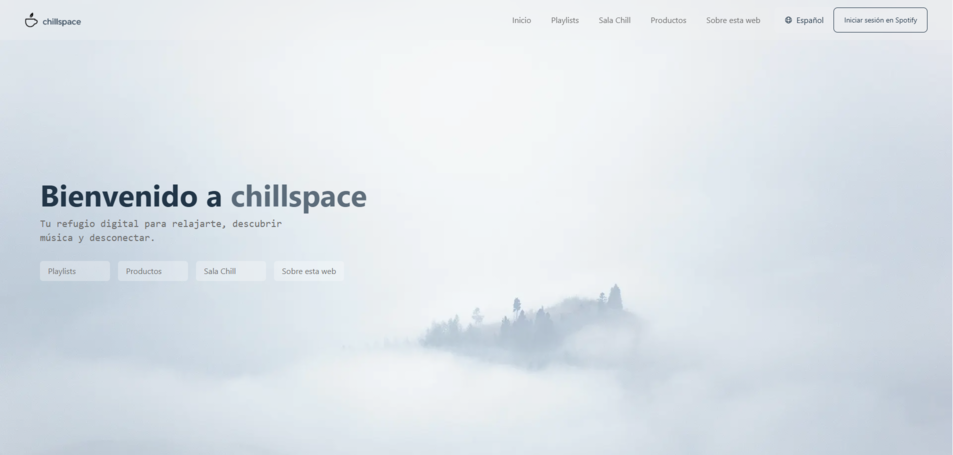 chillspace
Inicio
Playlists
Sala Chill
Productos
Sobre esta web
Español
Iniciar sesión en Spotify
Bienvenido a chillspace
Tu refugio digital para relajarte, descubrir
música y desconectar.
Playlists
Productos
Sala Chill
Sobre esta web